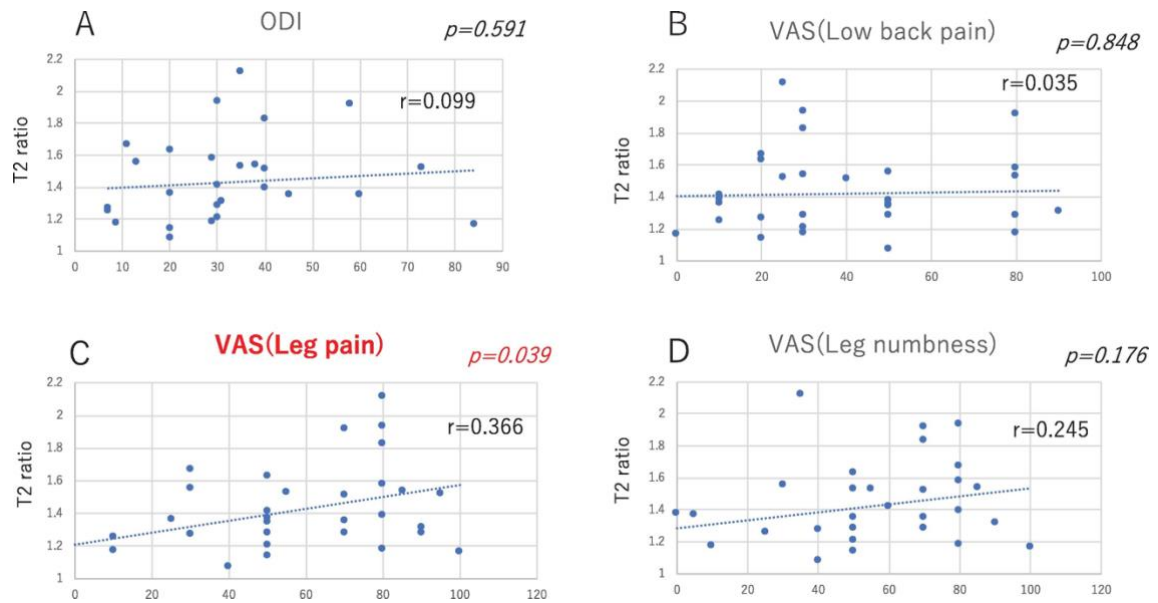 A
ODI
p=0.591
r=0.099
T2 ratio
2.2
2
1.8
1.6
1.4
1.2
1
0 10 20 30 40 50 60 70 80 90
B
VAS(Low back pain)
p=0.848
r=0.035
T2 ratio
2.2
2
1.8
1.6
1.4
1.2
1
0 20 40 60 80 100
C
VAS(Leg pain)
p=0.039
r=0.366
T2 ratio
2.2
2
1.8
1.6
1.4
1.2
1
0 20 40 60 80 100 120
D
VAS(Leg numbness)
p=0.176
r=0.245
T2 ratio
2.2
2
1.8
1.6
1.4
1.2
1
0 20 40 60 80 100 120